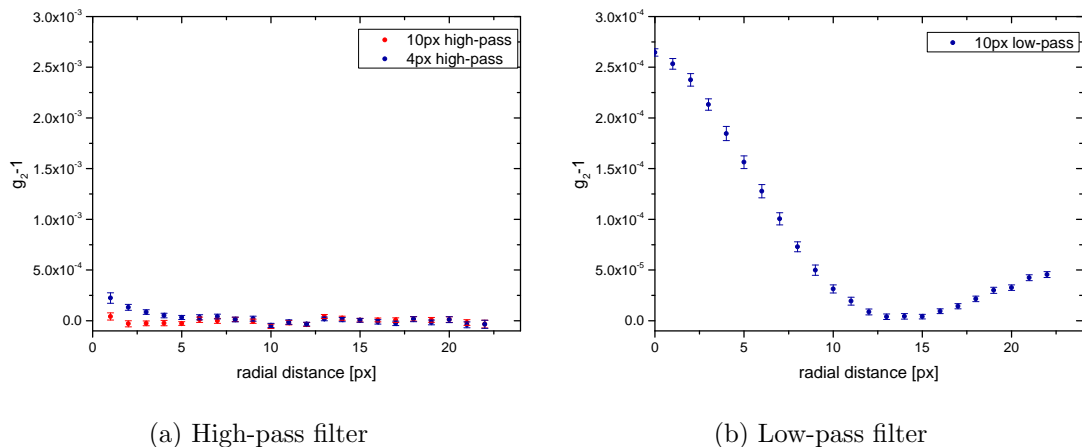 3.0x10-3
2.5x10-3
2.0x10-3
1.5x10-3
1.0x10-3
5.0x10-4
0.0
g2-1
0
5
10
15
20
radial distance [px]
10px high-pass
4px high-pass
(a) High-pass filter
3.0x10-4
2.5x10-4
2.0x10-4
1.5x10-4
1.0x10-4
5.0x10-5
0.0
g2-1
0
5
10
15
20
radial distance [px]
10px low-pass
(b) Low-pass filter